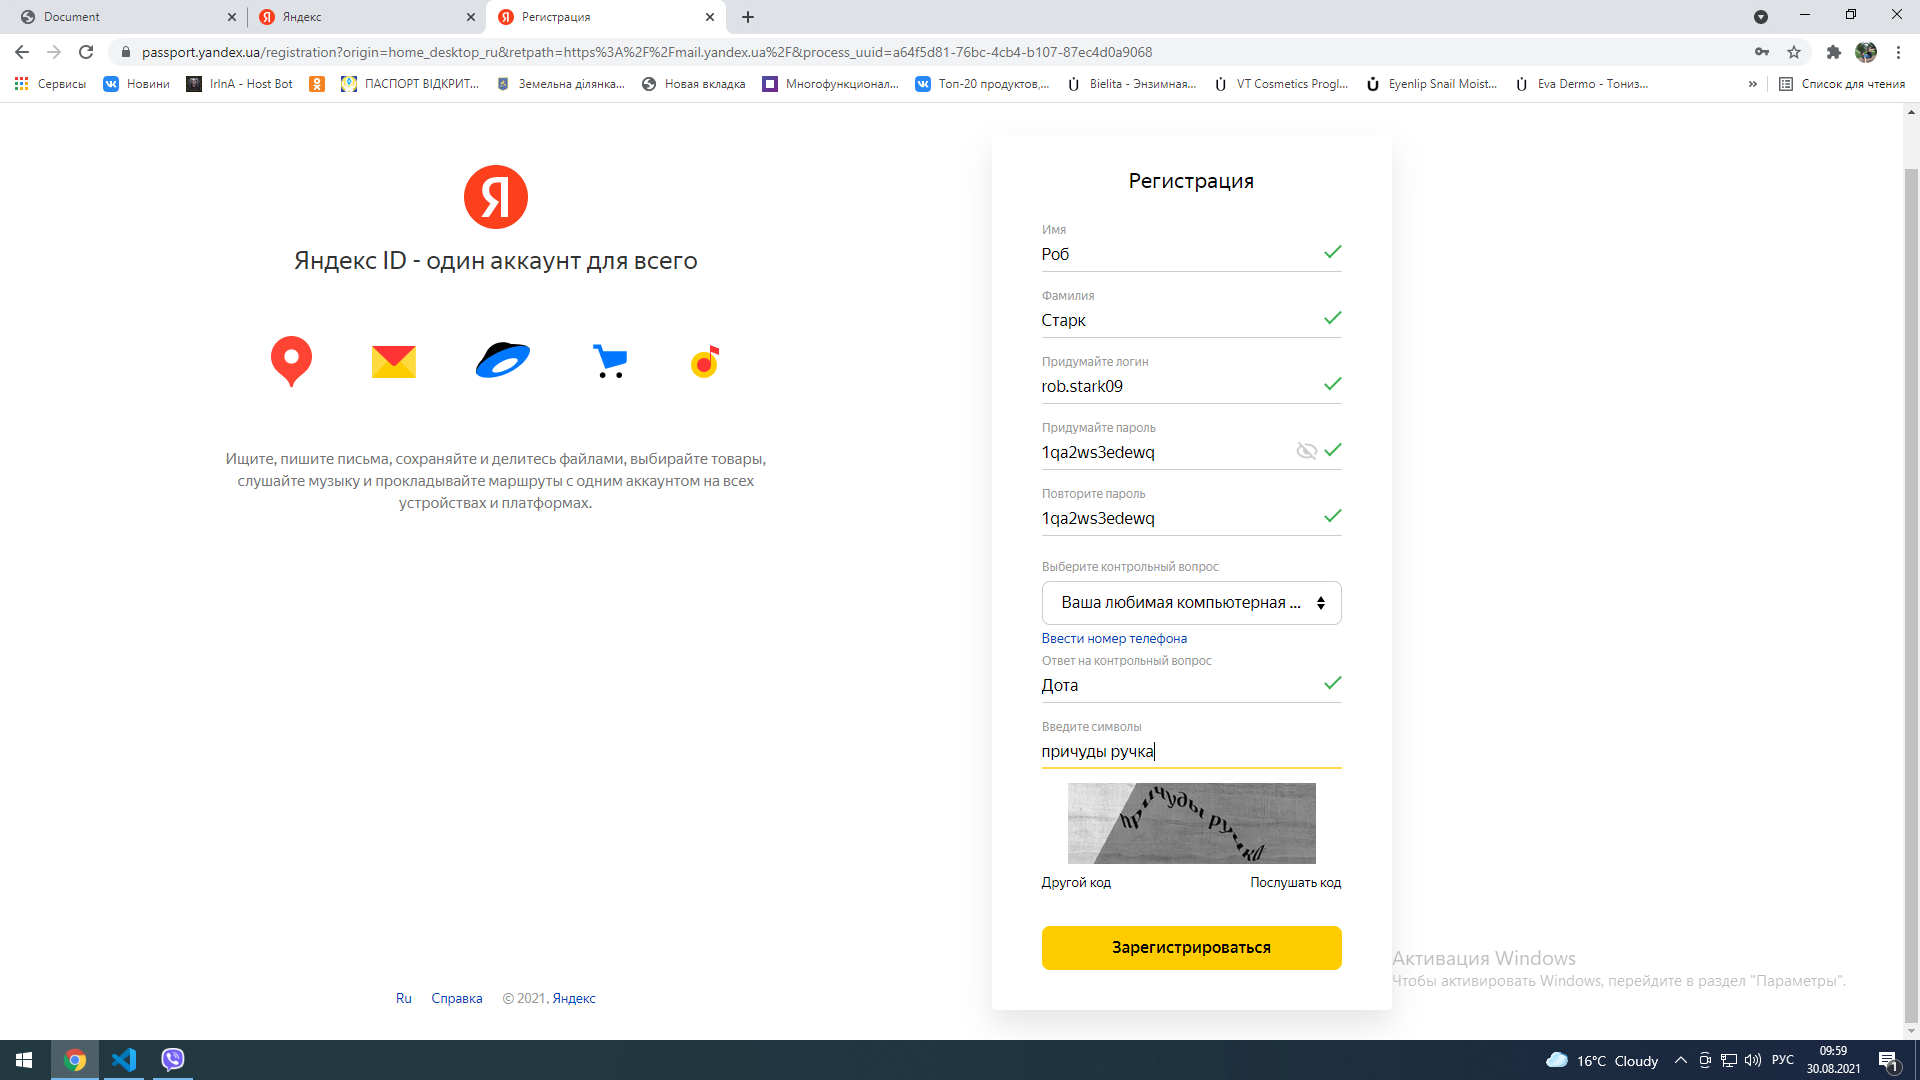 Document
Яндекс
Регистрация
passport.yandex.ua/registration?origin=home_desktop_ru&retpath=https%3A%2F%2Fmail.yandex.ua%2F&process_uuid=a64f5d81-76bc-4cb4-b107-87ec4d0a9068
Сервисы
Новини
IrInA - Host Bot
ПАСПОРТ ВІДКРИТ...
Земельна ділянка...
Новая вкладка
Многофункционал...
Топ-20 продуктов,...
Bielita - Энзимная...
VT Cosmetics Progl...
Eyenlip Snail Moist...
Eva Dermo - Тониз...
»
Список для чтения
Я
Яндекс ID - один аккаунт для всего
Ищите, пишите письма, сохраняйте и делитесь файлами, выбирайте товары,
слушайте музыку и прокладывайте маршруты с одним аккаунтом на всех
устройствах и платформах.
Ru
Справка
© 2021, Яндекс
Регистрация
Имя
Роб
Фамилия
Старк
Придумайте логин
rob.stark09
Придумайте пароль
1qa2ws3edewq
Повторите пароль
1qa2ws3edewq
Выберите контрольный вопрос
Ваша любимая компьютерная ...
Ввести номер телефона
Ответ на контрольный вопрос
Дота
Введите символы
причуды ручка
причуды ручка
Другой код
Послушать код
Зарегистрироваться
Активация Windows
Чтобы активировать Windows, перейдите в раздел "Параметры".
16°C Cloudy
РУС
09:59
30.08.2021
1